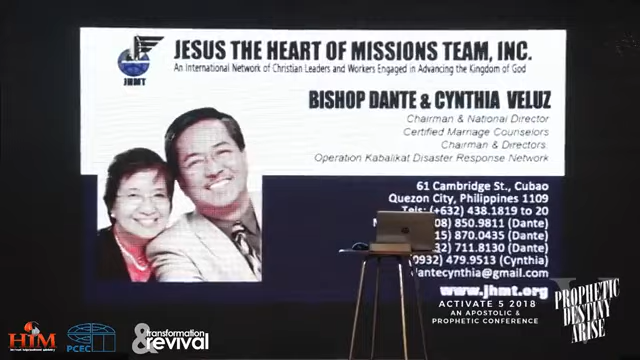 JESUS THE HEART OF MISSIONS TEAM, INC.
An International Network of Christian Leaders and Workers Engaged in Advancing the Kingdom of God
JHMT
BISHOP DANTE & CYNTHIA VELUZ
Chairman & National Director
Certified Marriage Counselors
Chairman & Directors
Operation Kabalikat Disaster Response Network
61 Cambridge St., Cubao
Quezon City, Philippines 1109
Tels: (+632) 438.1819 to 20
08) 850.9811 (Dante)
15) 870.0435 (Dante)
32) 711.8130 (Dante)
(0932) 479.9513 (Cynthia)
dantecynthia@gmail.com
www.jhmt.org
ACTIVATE 5 2018
AN APOSTOLIC &
PROPHETIC CONFERENCE
PROPHETIC
DESTINY
ARISE
HIM
PCEC
& transformation
revival